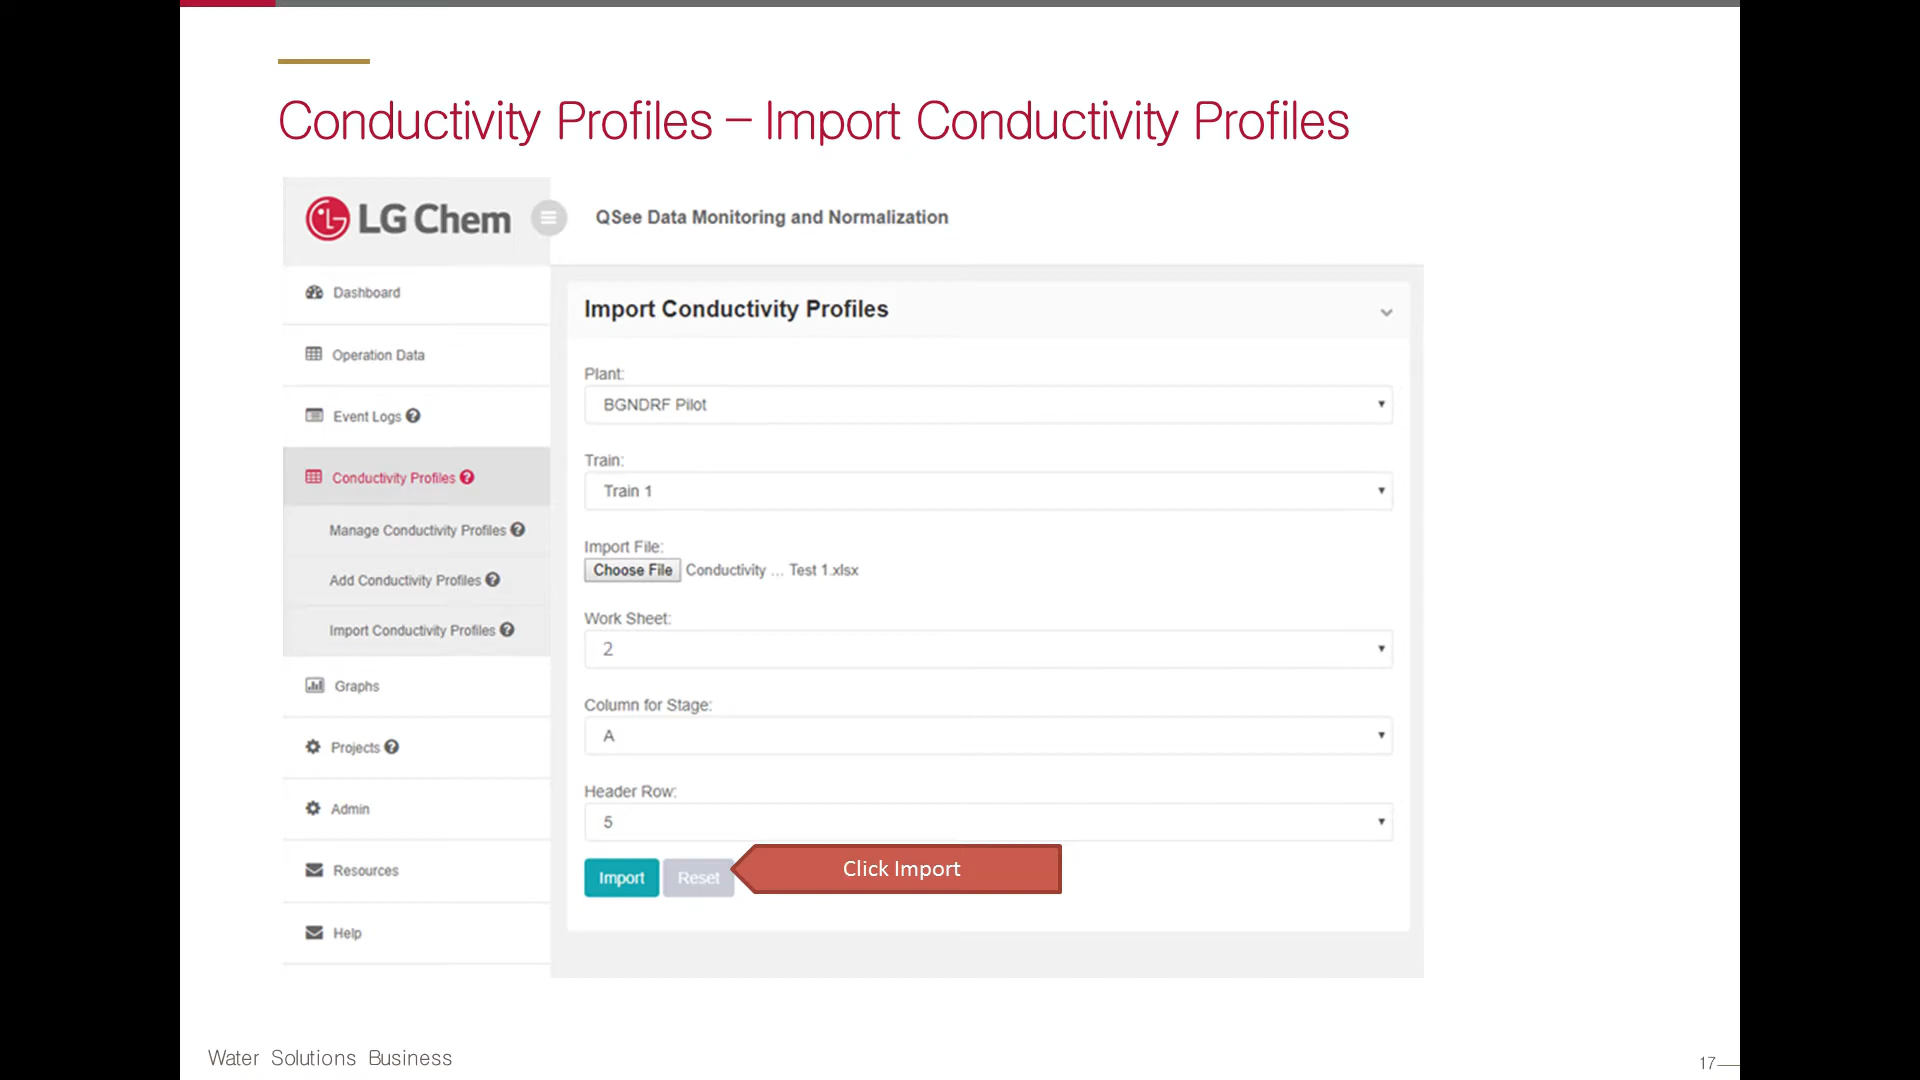 Conductivity Profiles – Import Conductivity Profiles
LG Chem
QSee Data Monitoring and Normalization
Dashboard
Operation Data
Event Logs
Conductivity Profiles
Manage Conductivity Profiles
Add Conductivity Profiles
Import Conductivity Profiles
Graphs
Projects
Admin
Resources
Help
Import Conductivity Profiles
Plant:
BGNDRF Pilot
Train:
Train 1
Import File:
Choose File Conductivity ... Test 1.xlsx
Work Sheet:
2
Column for Stage:
A
Header Row:
5
Import Reset
Click Import
Water Solutions Business
17